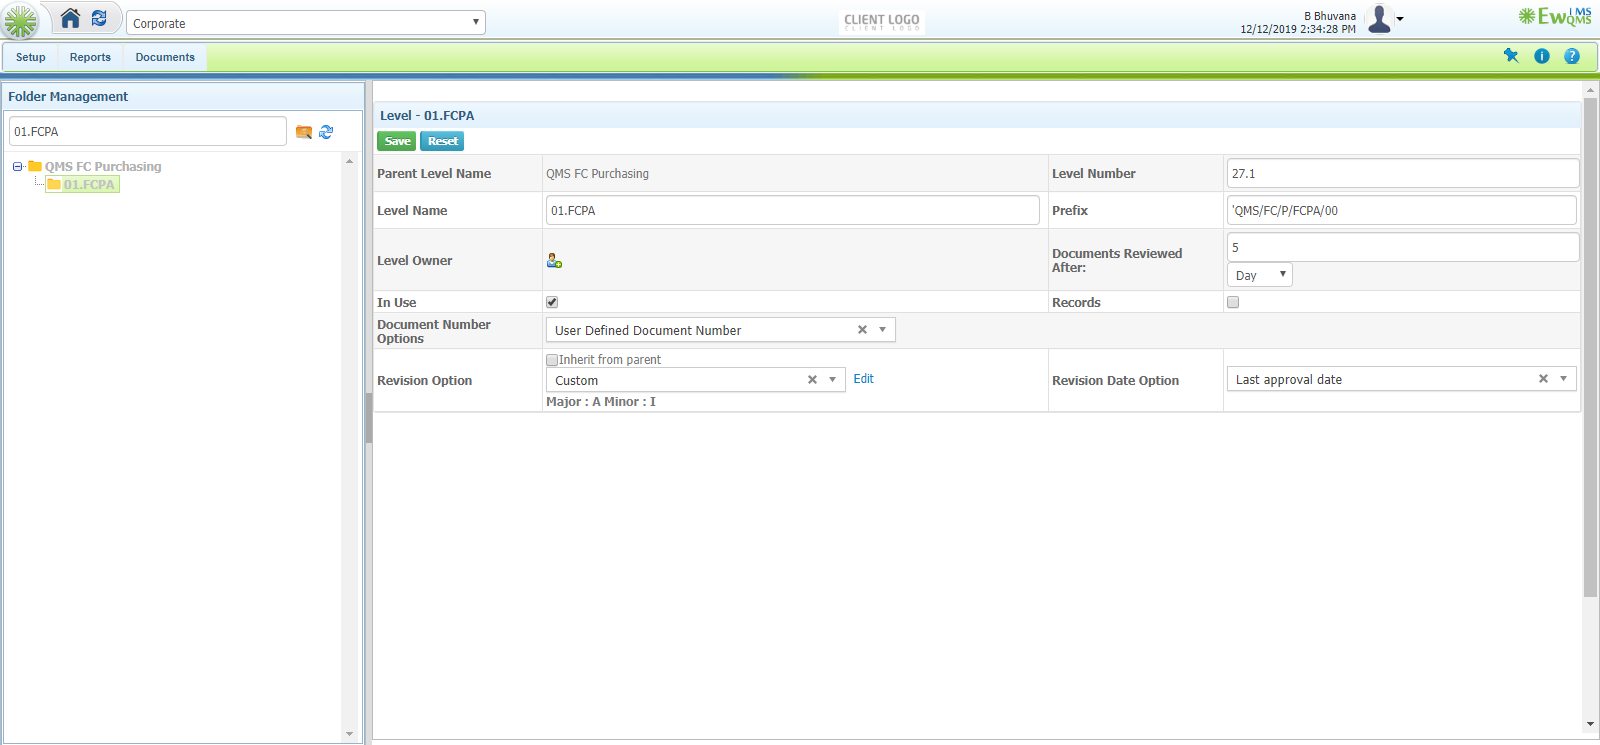 Corporate
CLIENT LOGO
CLIENT LOGO
B Bhuvana
12/12/2019 2:34:28 PM
EwQMS
IMS
Setup
Reports
Documents
Folder Management
01.FCPA
QMS FC Purchasing
01.FCPA
Level - 01.FCPA
Save
Reset
Parent Level Name
QMS FC Purchasing
Level Number
27.1
Level Name
01.FCPA
Prefix
'QMS/FC/P/FCPA/00
Level Owner
Documents Reviewed
After:
5
Day
In Use
Records
Document Number
Options
User Defined Document Number
Revision Option
Inherit from parent
Custom
Edit
Major : A Minor : I
Revision Date Option
Last approval date